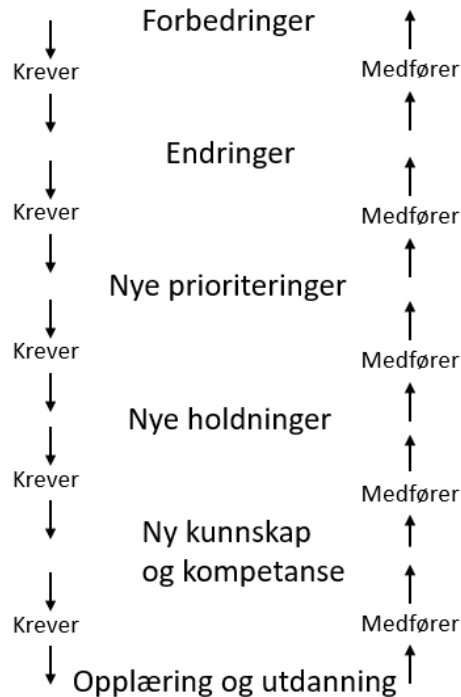 Forbedringer
Krever
Medfører
Endringer
Krever
Medfører
Nye prioriteringer
Krever
Medfører
Nye holdninger
Krever
Medfører
Ny kunnskap
og kompetanse
Krever
Medfører
Opplæring og utdanning